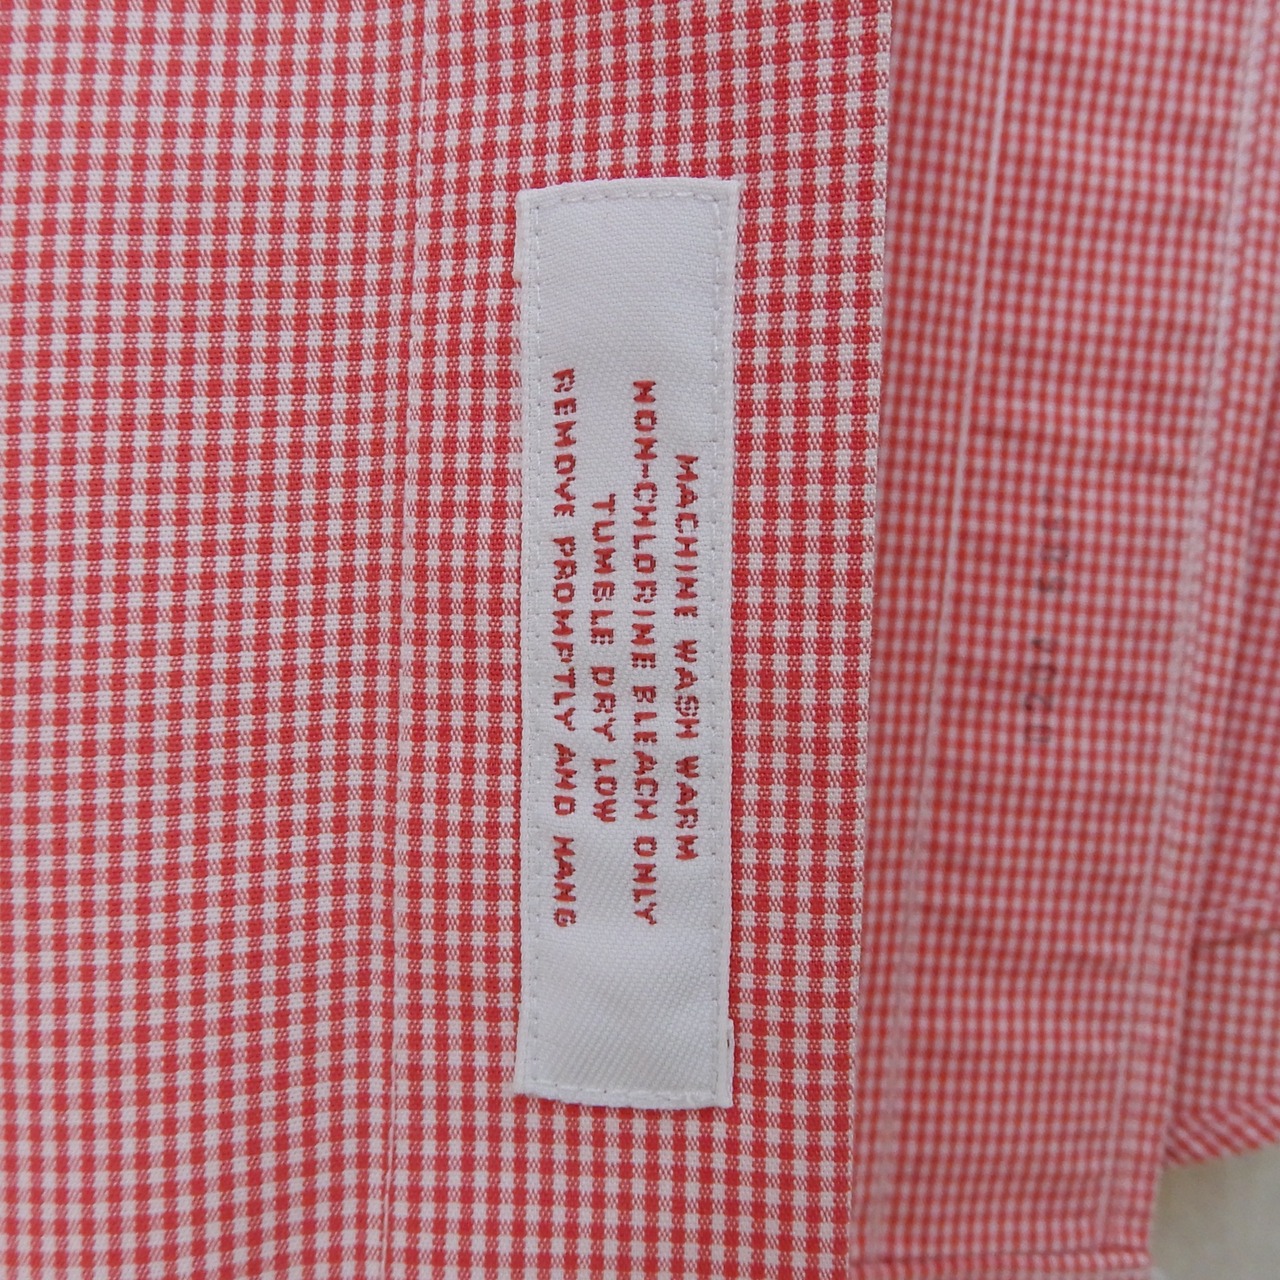 MACHINE WASH WARM
NON-CHLORINE BLEACH ONLY
TUMBLE DRY LOW
REMOVE PROMPTLY AND HANG